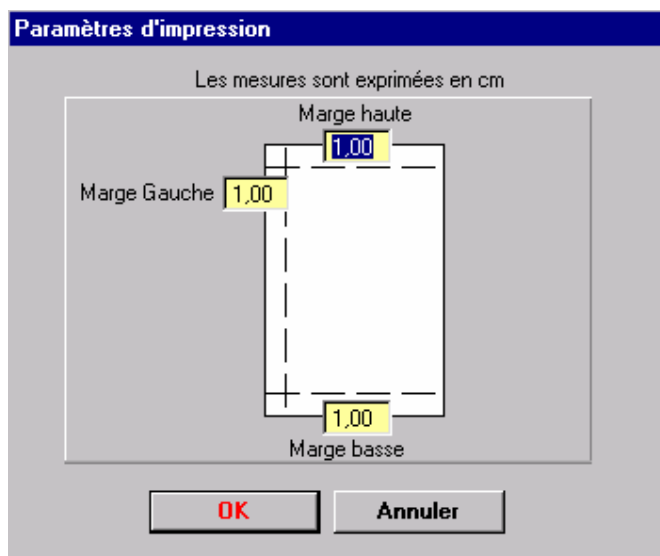 Paramètres d'impression
Les mesures sont exprimées en cm
Marge haute
1,00
Marge Gauche 1,00
1,00
Marge basse
OK Annuler